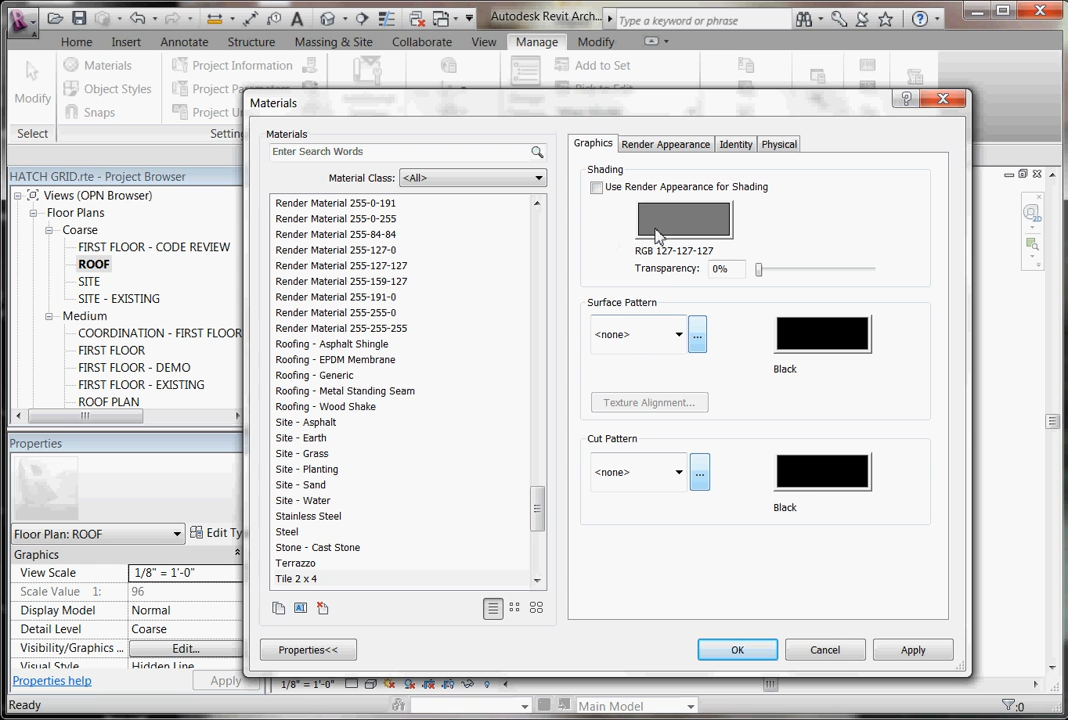 Autodesk Revit Arch...
Type a keyword or phrase
Home Insert Annotate Structure Massing & Site Collaborate View Manage Modify
Modify
Materials
Object Styles
Snaps
Project Information
Project
Add to Set
Select
HATCH GRID.rte - Project Browser
Views (OPN Browser)
Floor Plans
Coarse
FIRST FLOOR - CODE REVIEW
ROOF
SITE
SITE - EXISTING
Medium
COORDINATION - FIRST FLOOR
FIRST FLOOR
FIRST FLOOR - DEMO
FIRST FLOOR - EXISTING
ROOF PLAN
Properties
Floor Plan: ROOF
Edit Ty
Graphics
View Scale 1/8" = 1'-0"
Scale Value 1: 96
Display Model Normal
Detail Level Coarse
Visibility/Graphics ... Edit...
Visual Style Hidden Line
Properties help
Apply
1/8" = 1'-0"
Ready
Main Model
:0
Materials
Materials
Enter Search Words
Material Class: <All>
Render Material 255-0-191
Render Material 255-0-255
Render Material 255-84-84
Render Material 255-127-0
Render Material 255-127-127
Render Material 255-159-127
Render Material 255-191-0
Render Material 255-255-0
Render Material 255-255-255
Roofing - Asphalt Shingle
Roofing - EPDM Membrane
Roofing - Generic
Roofing - Metal Standing Seam
Roofing - Wood Shake
Site - Asphalt
Site - Earth
Site - Grass
Site - Planting
Site - Sand
Site - Water
Stainless Steel
Steel
Stone - Cast Stone
Terrazzo
Tile 2 x 4
Properties<<
Graphics Render Appearance Identity Physical
Shading
Use Render Appearance for Shading
RGB 127-127-127
Transparency: 0%
Surface Pattern
<none> ...
Black
Texture Alignment...
Cut Pattern
<none> ...
Black
OK Cancel Apply